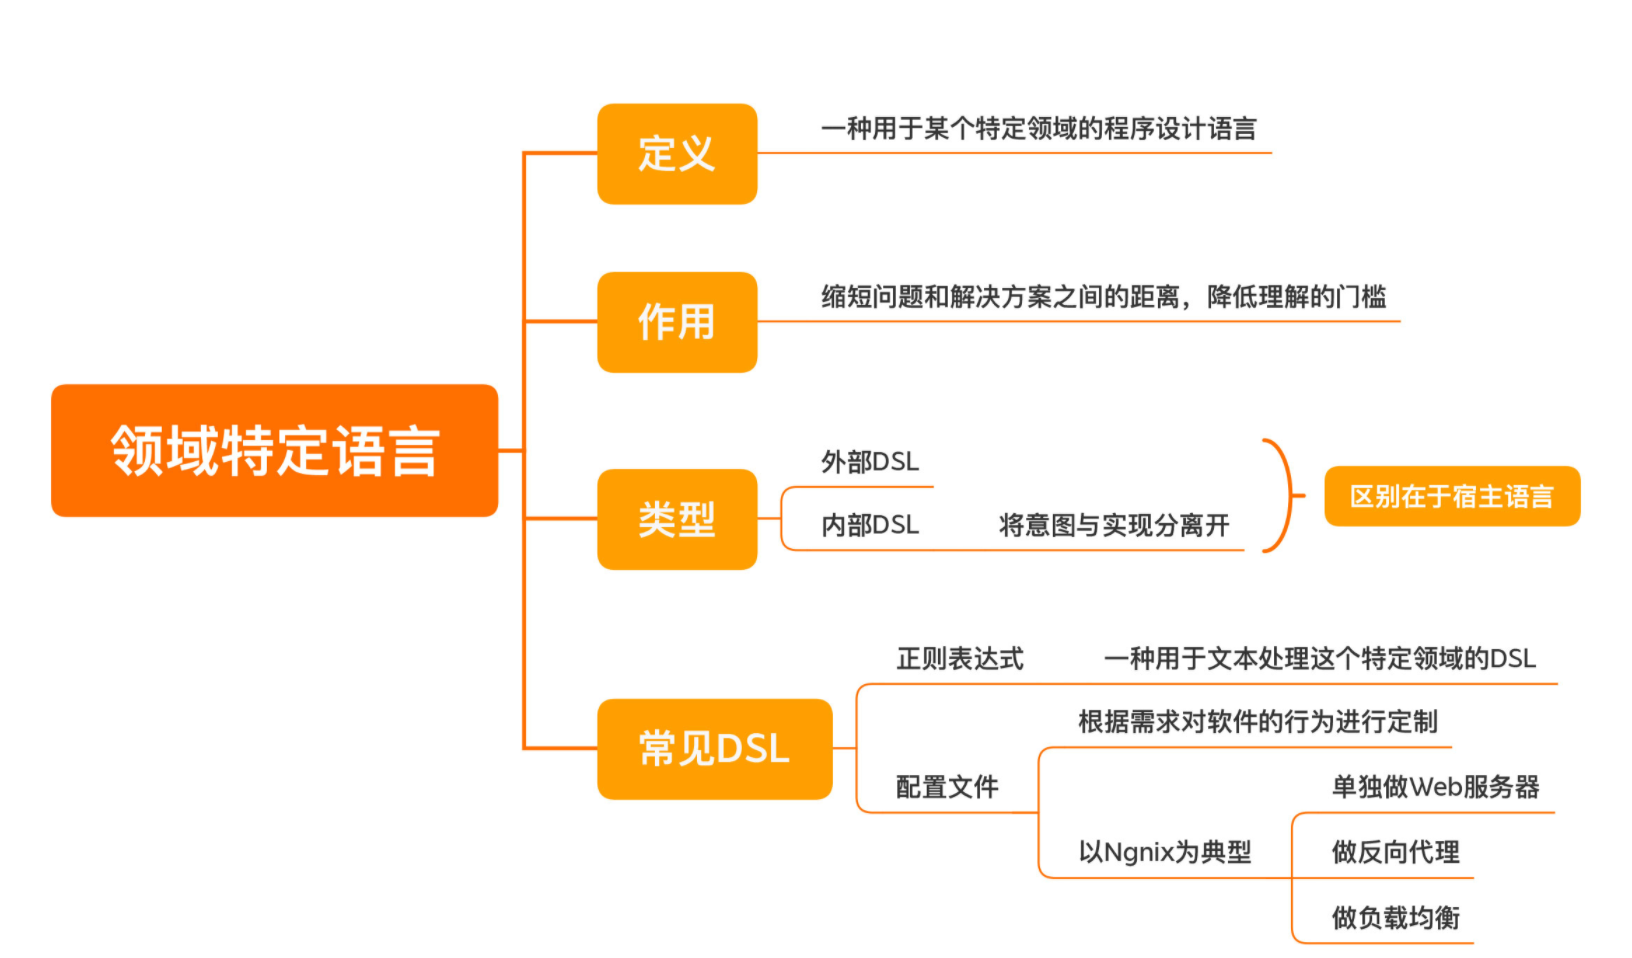 领域特定语言
定义
一种用于某个特定领域的程序设计语言
作用
缩短问题和解决方案之间的距离，降低理解的门槛
类型
外部DSL
内部DSL
将意图与实现分离开
区别在于宿主语言
常见DSL
正则表达式
一种用于文本处理这个特定领域的DSL
配置文件
根据需求对软件的行为进行定制
以Ngnix为典型
单独做Web服务器
做反向代理
做负载均衡